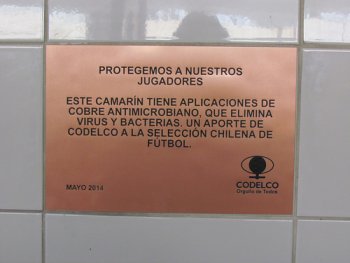 PROTEGEMOS A NUESTROS
JUGADORES
ESTE CAMARÍN TIENE APLICACIONES DE
COBRE ANTIMICROBIANO, QUE ELIMINA
VIRUS Y BACTERIAS. UN APORTE DE
CODELCO A LA SELECCIÓN CHILENA DE
FÚTBOL.
MAYO 2014
CODELCO
Orgullo de Todos